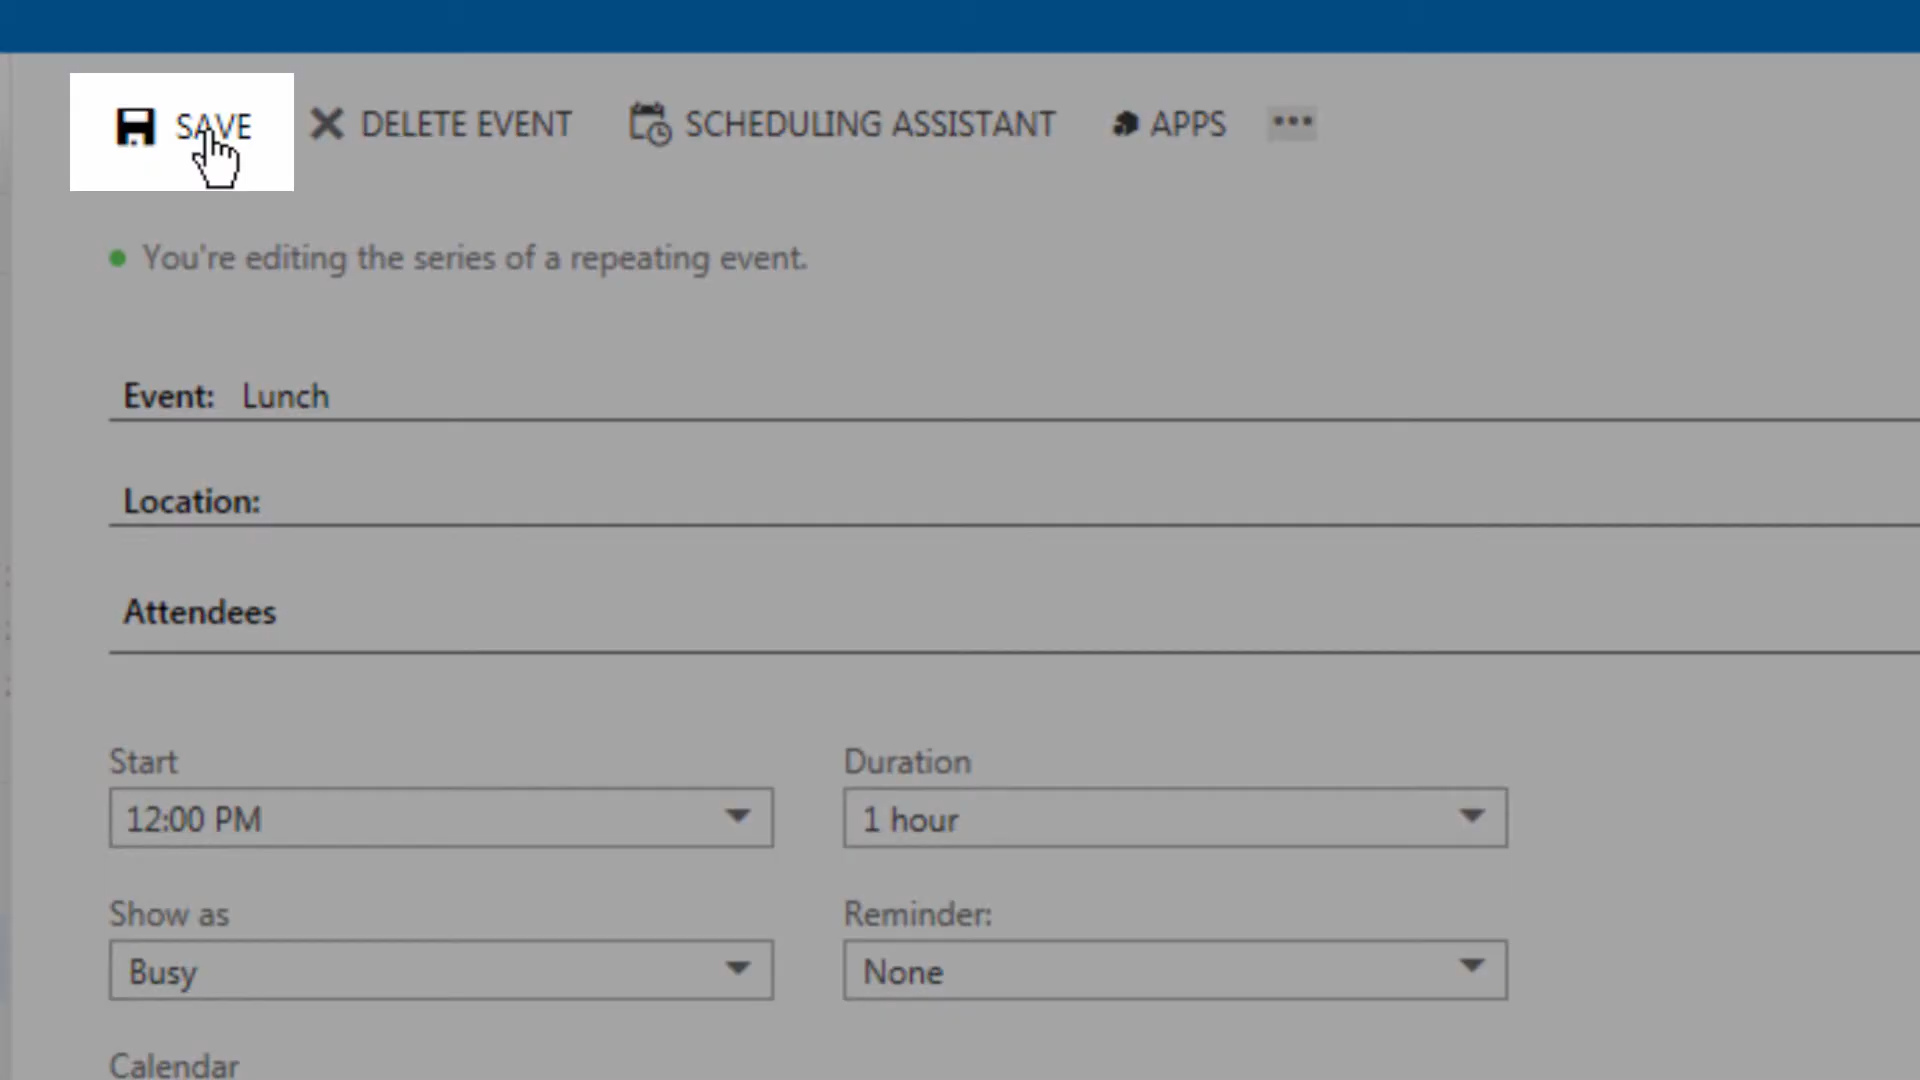 SAVE DELETE EVENT SCHEDULING ASSISTANT APPS •••
You're editing the series of a repeating event.
Event: Lunch
Location:
Attendees
Start Duration
12:00 PM 1 hour
Show as Reminder:
Busy None
Calendar